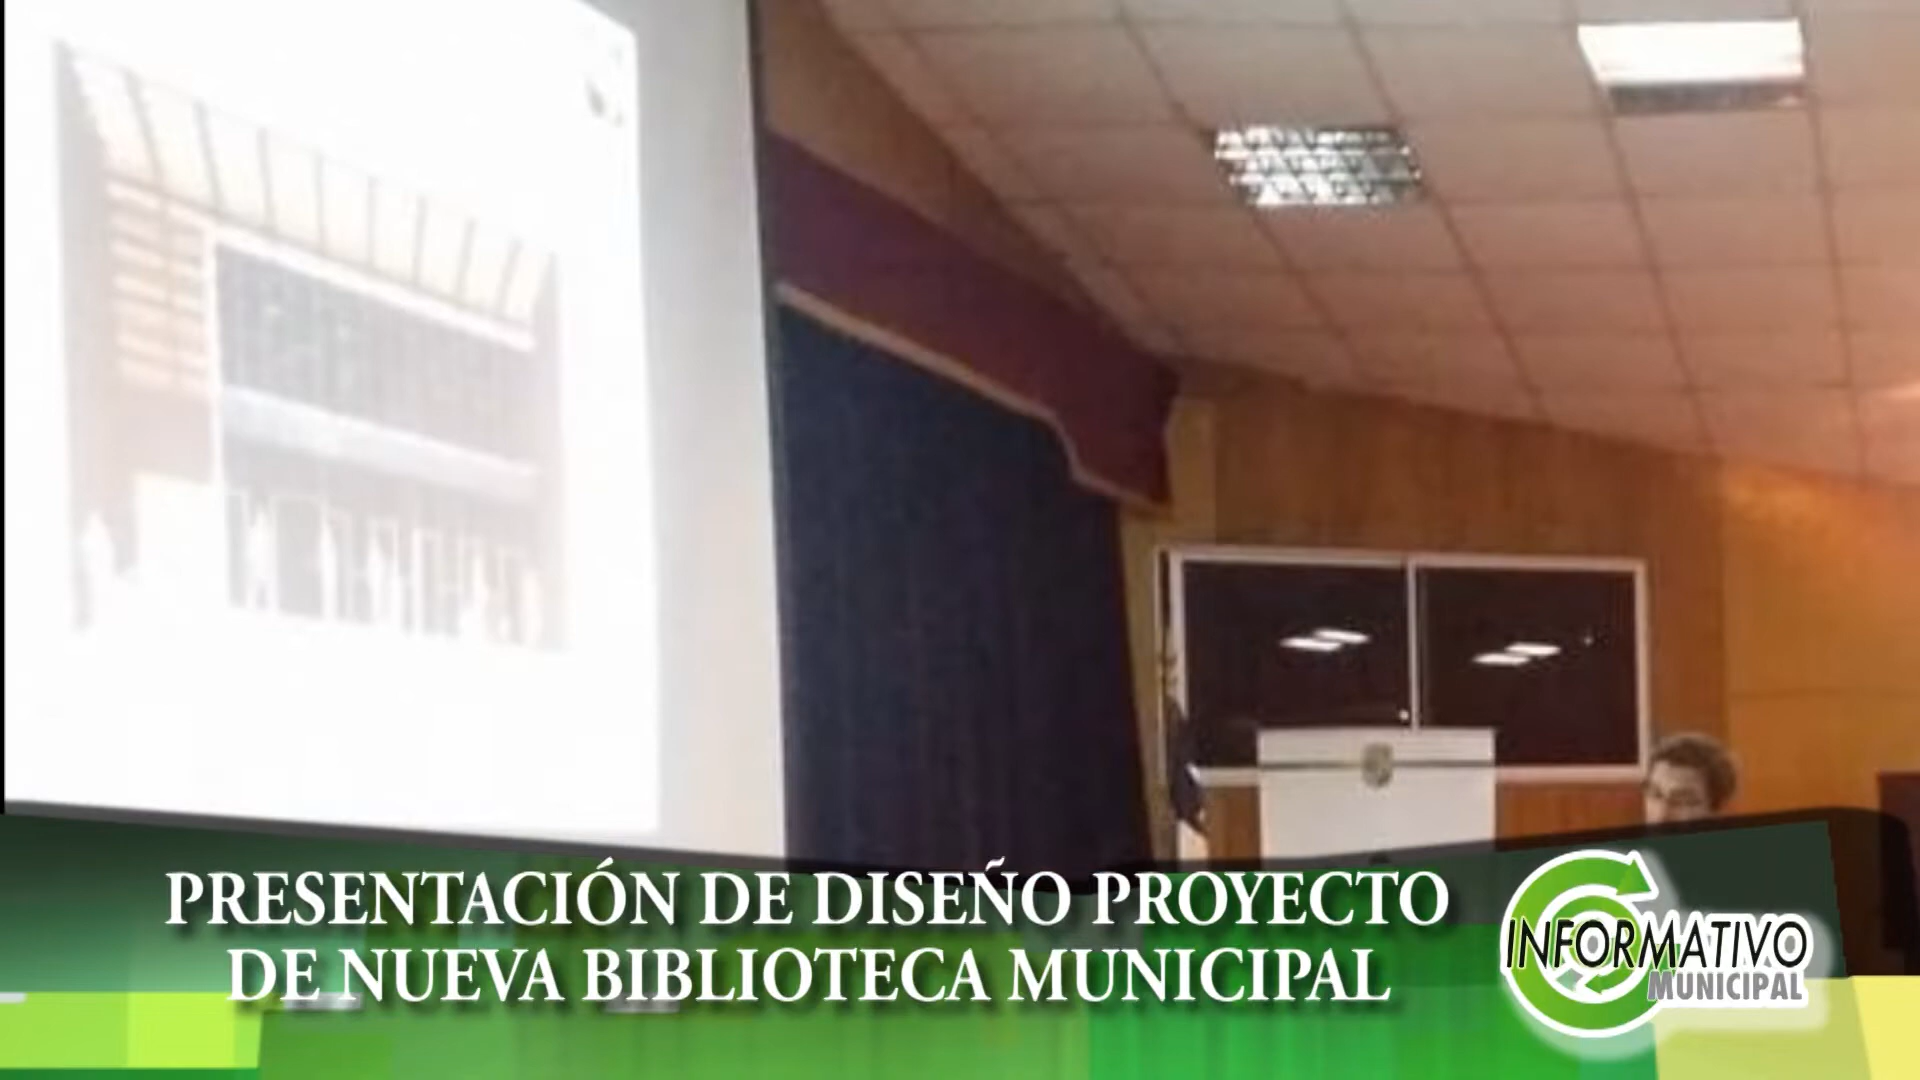 PRESENTACIÓN DE DISEÑO PROYECTO
DE NUEVA BIBLIOTECA MUNICIPAL
INFORMATIVO
MUNICIPAL